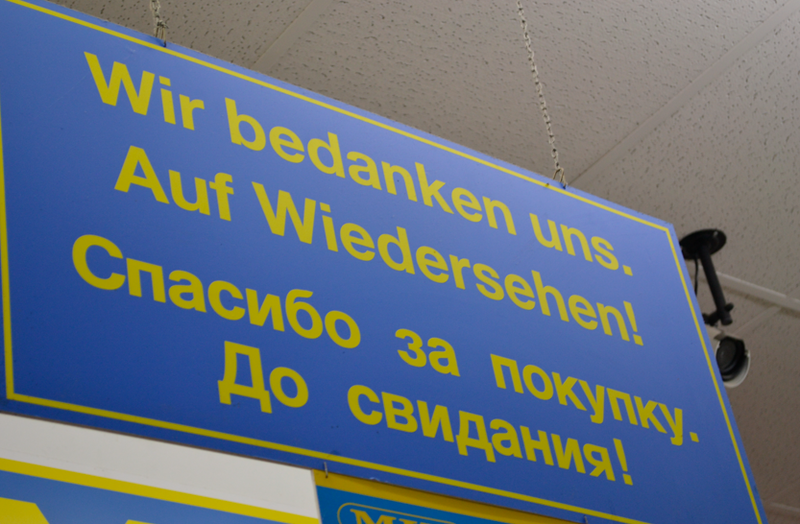 Wir bedanken uns.
Auf Wiedersehen!
Спасибо за покупку.
До свидания!